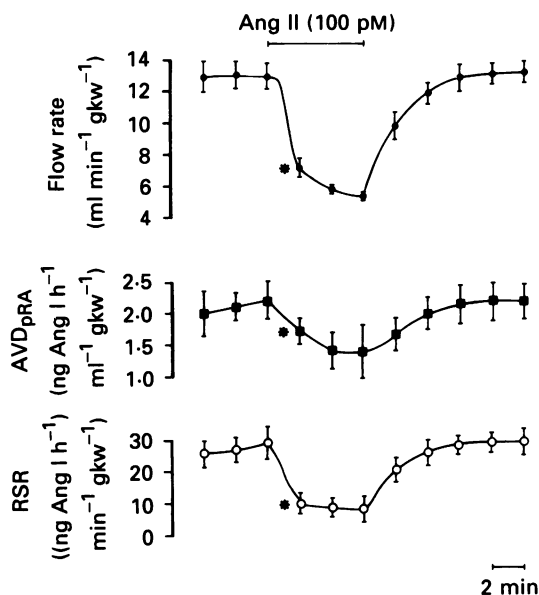 Ang II (100 pM)
Flow rate
(ml min⁻¹ gkw⁻¹)
14
12
10
8
6
4
AVDpRA
(ng Ang I h⁻¹
ml⁻¹ gkw⁻¹)
2·5
2.0
1·5
1·0
RSR
((ng Ang I h⁻¹)
min⁻¹ gkw⁻¹)
30
20
10
0
*
*
*
2 min